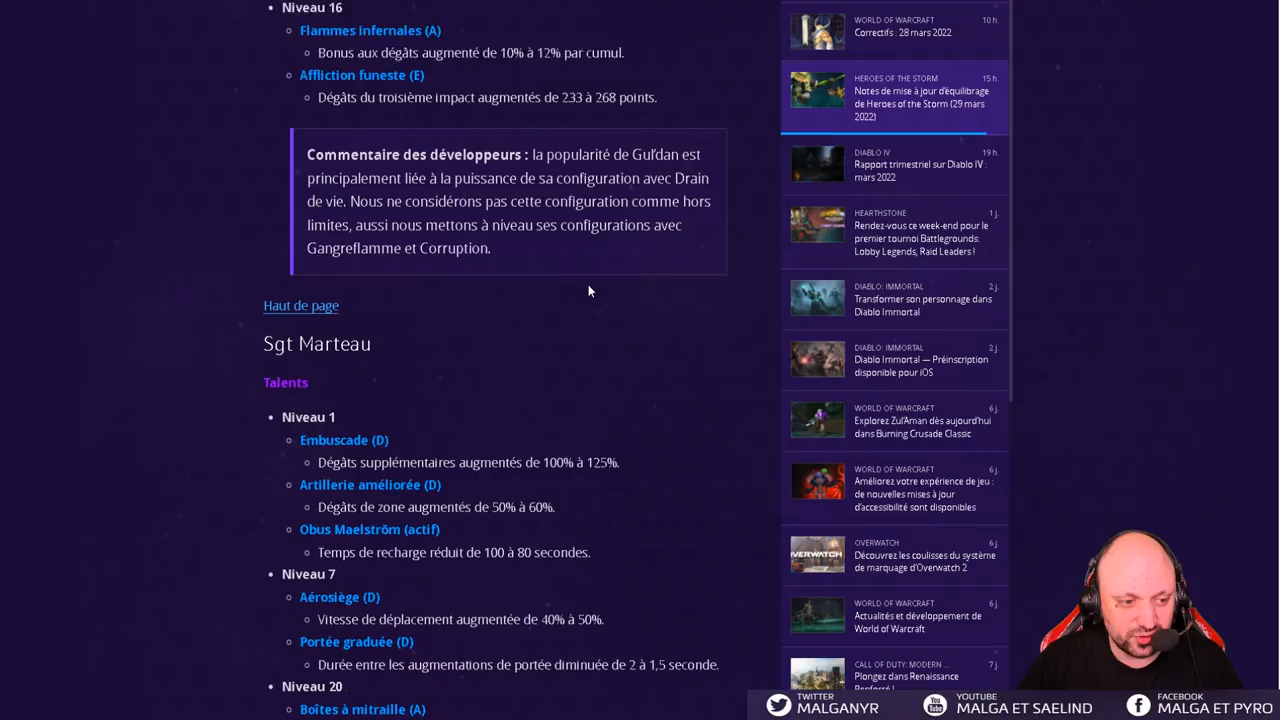 Niveau 16
Flammes infernales (A)
Bonus aux dégâts augmenté de 10% à 12% par cumul.
Affliction funeste (E)
Dégâts du troisième impact augmentés de 233 à 268 points.
Commentaire des développeurs : la popularité de Gul'dan est
principalement liée à la puissance de sa configuration avec Drain
de vie. Nous ne considérons pas cette configuration comme hors
limites, aussi nous mettons à niveau ses configurations avec
Gangreflamme et Corruption.
Haut de page
Sgt Marteau
Talents
Niveau 1
Embuscade (D)
Dégâts supplémentaires augmentés de 100% à 125%.
Artillerie améliorée (D)
Dégâts de zone augmentés de 50% à 60%.
Obus Maelström (actif)
Temps de recharge réduit de 100 à 80 secondes.
Niveau 7
Aérosiège (D)
Vitesse de déplacement augmentée de 40% à 50%.
Portée graduée (D)
Durée entre les augmentations de portée diminuée de 2 à 1,5 seconde.
Niveau 20
Boîtes à mitraille (A)
WORLD OF WARCRAFT 10 h.
Correctifs : 28 mars 2022
HEROES OF THE STORM 15 h.
Notes de mise à jour d'équilibrage
de Heroes of the Storm (29 mars
2022)
DIABLO IV 19 h.
Rapport trimestriel sur Diablo IV :
mars 2022
HEARTHSTONE 1 j.
Rendez-vous ce week-end pour le
premier tournoi Battlegrounds:
Lobby Legends, Raid Leaders !
DIABLO: IMMORTAL 2 j.
Transformer son personnage dans
Diablo Immortal
DIABLO: IMMORTAL 2 j.
Diablo Immortal — Préinscription
disponible pour iOS
WORLD OF WARCRAFT 6 j.
Explorez Zul'Aman dès aujourd'hui
dans Burning Crusade Classic
WORLD OF WARCRAFT 6 j.
Améliorez votre expérience de jeu :
de nouvelles mises à jour
d'accessibilité sont disponibles
OVERWATCH 6 j.
Découvrez les coulisses du système
de marquage d'Overwatch 2
WORLD OF WARCRAFT 6 j.
Actualités et développement de
World of Warcraft
CALL OF DUTY: MODERN ... 7 j.
Plongez dans Renaissance
Renforcé !
TWITTER
MALGANYR
YOUTUBE
MALGA ET SAELIND
FACEBOOK
MALGA ET PYRO